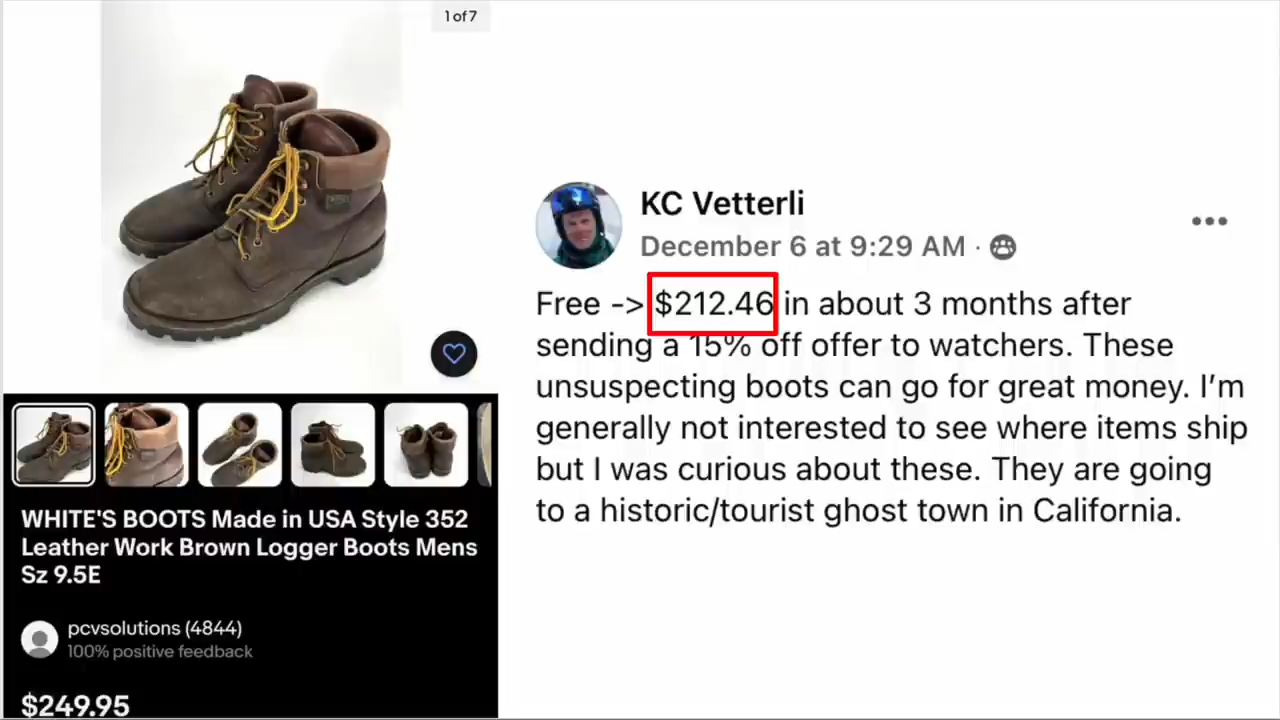 1 of 7
WHITE'S BOOTS Made in USA Style 352
Leather Work Brown Logger Boots Mens
Sz 9.5E
pcvsolutions (4844)
100% positive feedback
$249.95
KC Vetterli
December 6 at 9:29 AM ·
Free -> $212.46 in about 3 months after
sending a 15% off offer to watchers. These
unsuspecting boots can go for great money. I’m
generally not interested to see where items ship
but I was curious about these. They are going
to a historic/tourist ghost town in California.